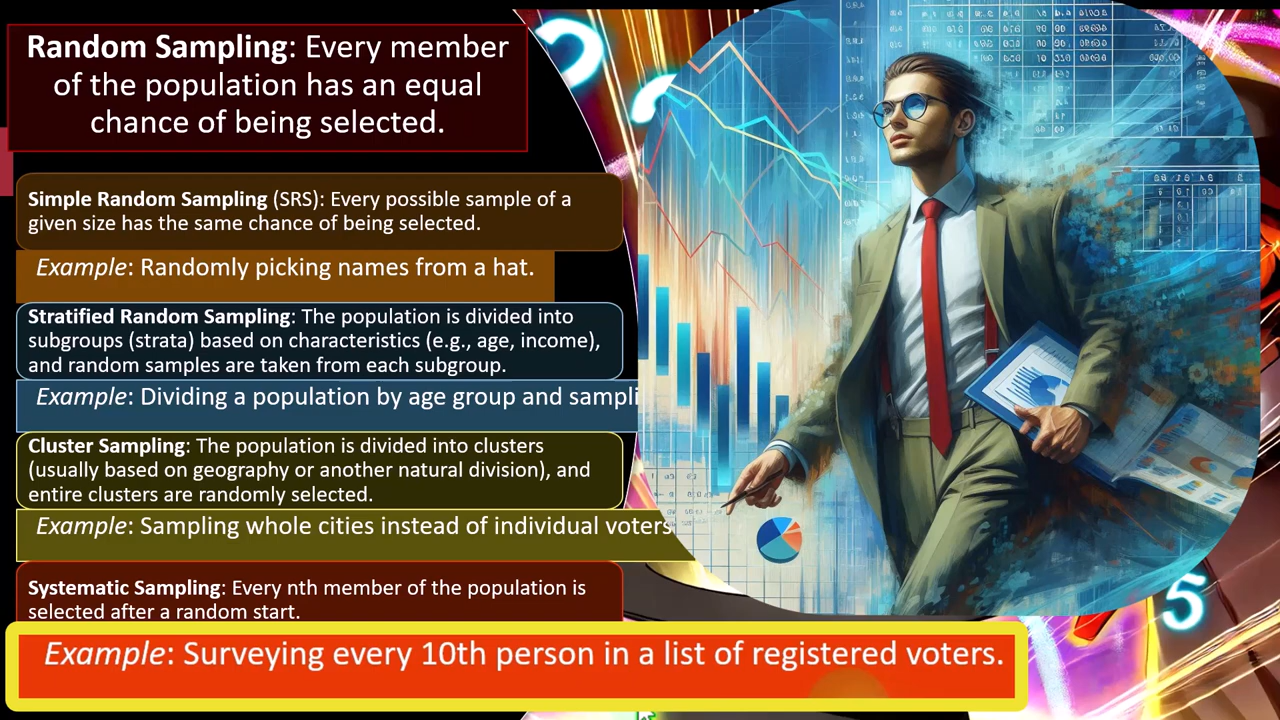 Random Sampling: Every member
of the population has an equal
chance of being selected.
Simple Random Sampling (SRS): Every possible sample of a
given size has the same chance of being selected.
Example: Randomly picking names from a hat.
Stratified Random Sampling: The population is divided into
subgroups (strata) based on characteristics (e.g., age, income),
and random samples are taken from each subgroup.
Example: Dividing a population by age group and sampli
Cluster Sampling: The population is divided into clusters
(usually based on geography or another natural division), and
entire clusters are randomly selected.
Example: Sampling whole cities instead of individual voters.
Systematic Sampling: Every nth member of the population is
selected after a random start.
Example: Surveying every 10th person in a list of registered voters.
5